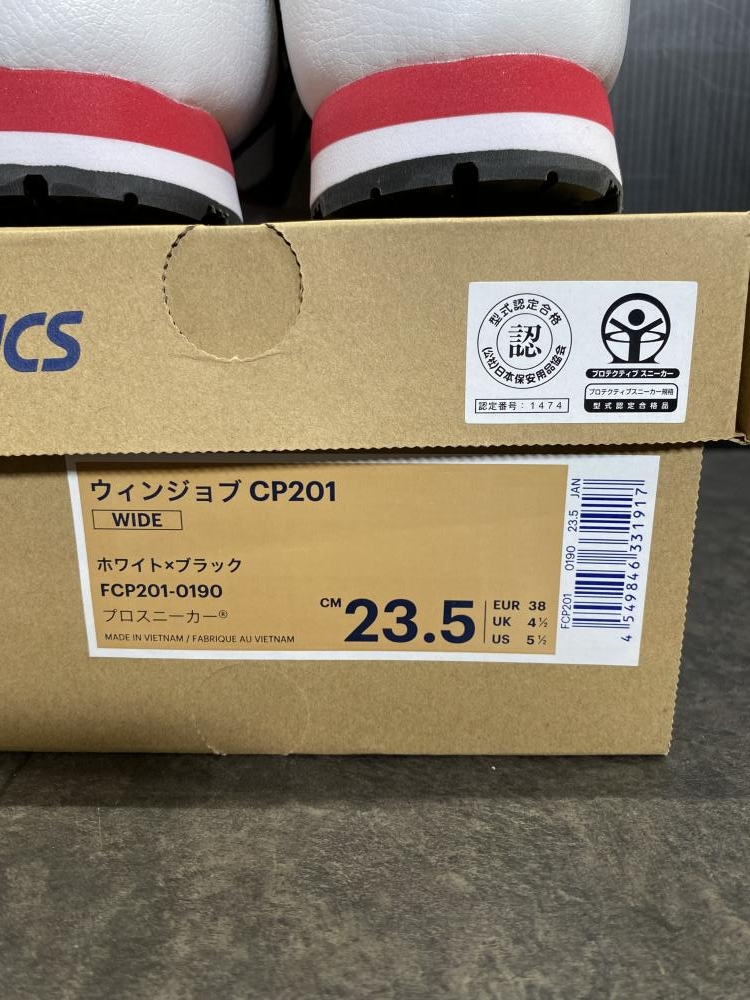 ICS
型式認定合格
認
(公社)日本保安用品協会
認定番号：1474
プロテクティブ スニーカー
プロテクティブスニーカー規格
型式認定合格品
ウィンジョブ CP201
WIDE
ホワイト×ブラック
FCP201-0190
プロスニーカー®
MADE IN VIETNAM / FABRIQUE AU VIETNAM
CM 23.5
EUR 38
UK 4½
US 5½
FCP201 0190 23.5 JAN
4 549846 331917